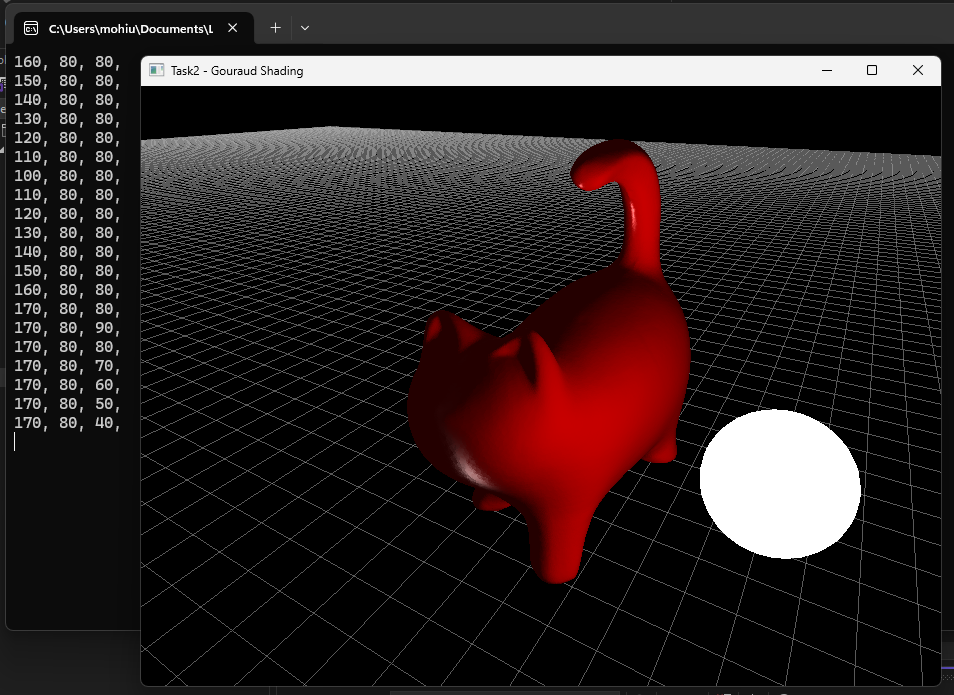 C:\Users\mohiu\Documents\L
Task2 - Gouraud Shading
160, 80, 80,
150, 80, 80,
140, 80, 80,
130, 80, 80,
120, 80, 80,
110, 80, 80,
100, 80, 80,
110, 80, 80,
120, 80, 80,
130, 80, 80,
140, 80, 80,
150, 80, 80,
160, 80, 80,
170, 80, 80,
170, 80, 90,
170, 80, 80,
170, 80, 70,
170, 80, 60,
170, 80, 50,
170, 80, 40,